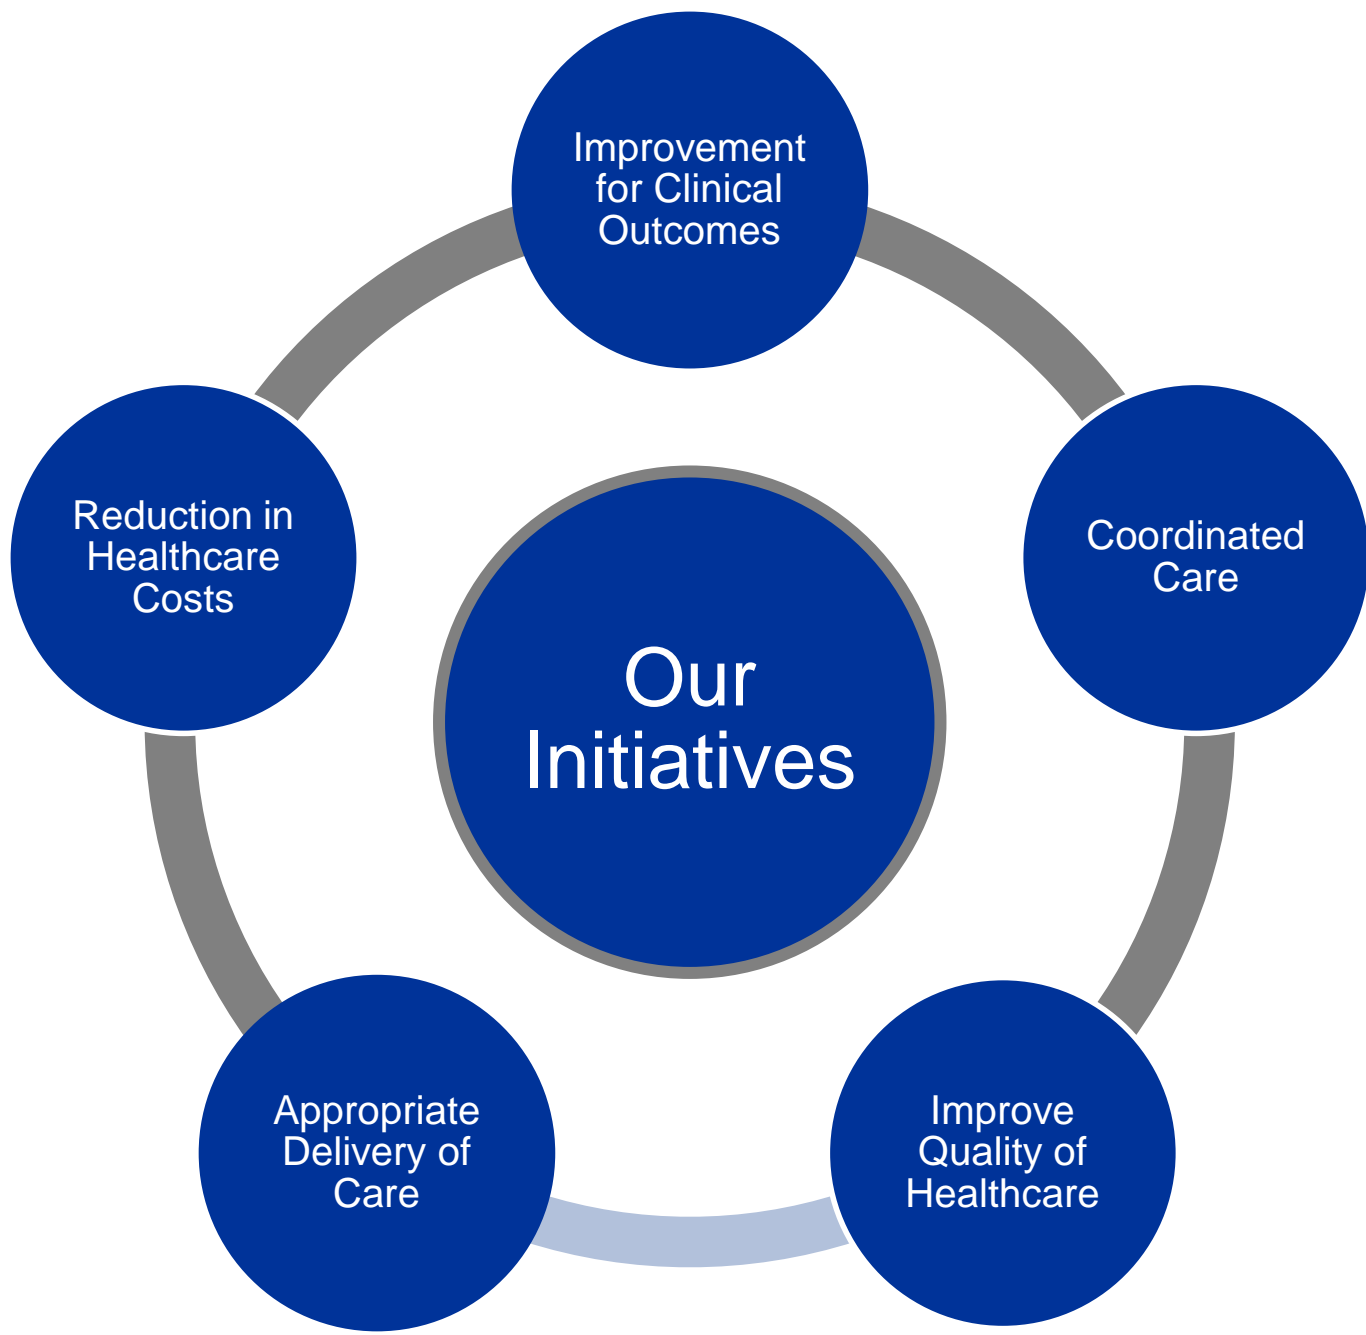 Improvement
for Clinical
Outcomes
Coordinated
Care
Improve
Quality of
Healthcare
Appropriate
Delivery of
Care
Reduction in
Healthcare
Costs
Our
Initiatives